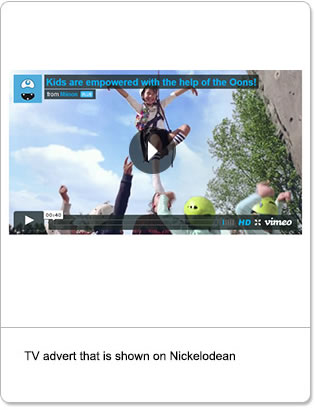 Kids are empowered with the help of the Oons!
from Manon PLUS
00:40
HD vimeo
TV advert that is shown on Nickelodean